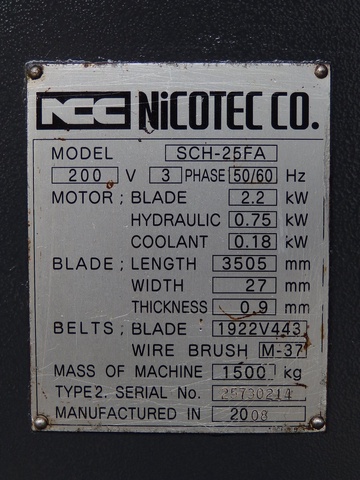 NCC NiCOTEC CO.
MODEL SCH-25FA
200 V 3 PHASE 50/60 Hz
MOTOR ; BLADE 2.2 kW
HYDRAULIC 0.75 kW
COOLANT 0.18 kW
BLADE ; LENGTH 3505 mm
WIDTH 27 mm
THICKNESS 0.9 mm
BELTS ; BLADE 1922V443
WIRE BRUSH M-37
MASS OF MACHINE 1500 kg
TYPE2. SERIAL No. 25730214
MANUFACTURED IN 2008